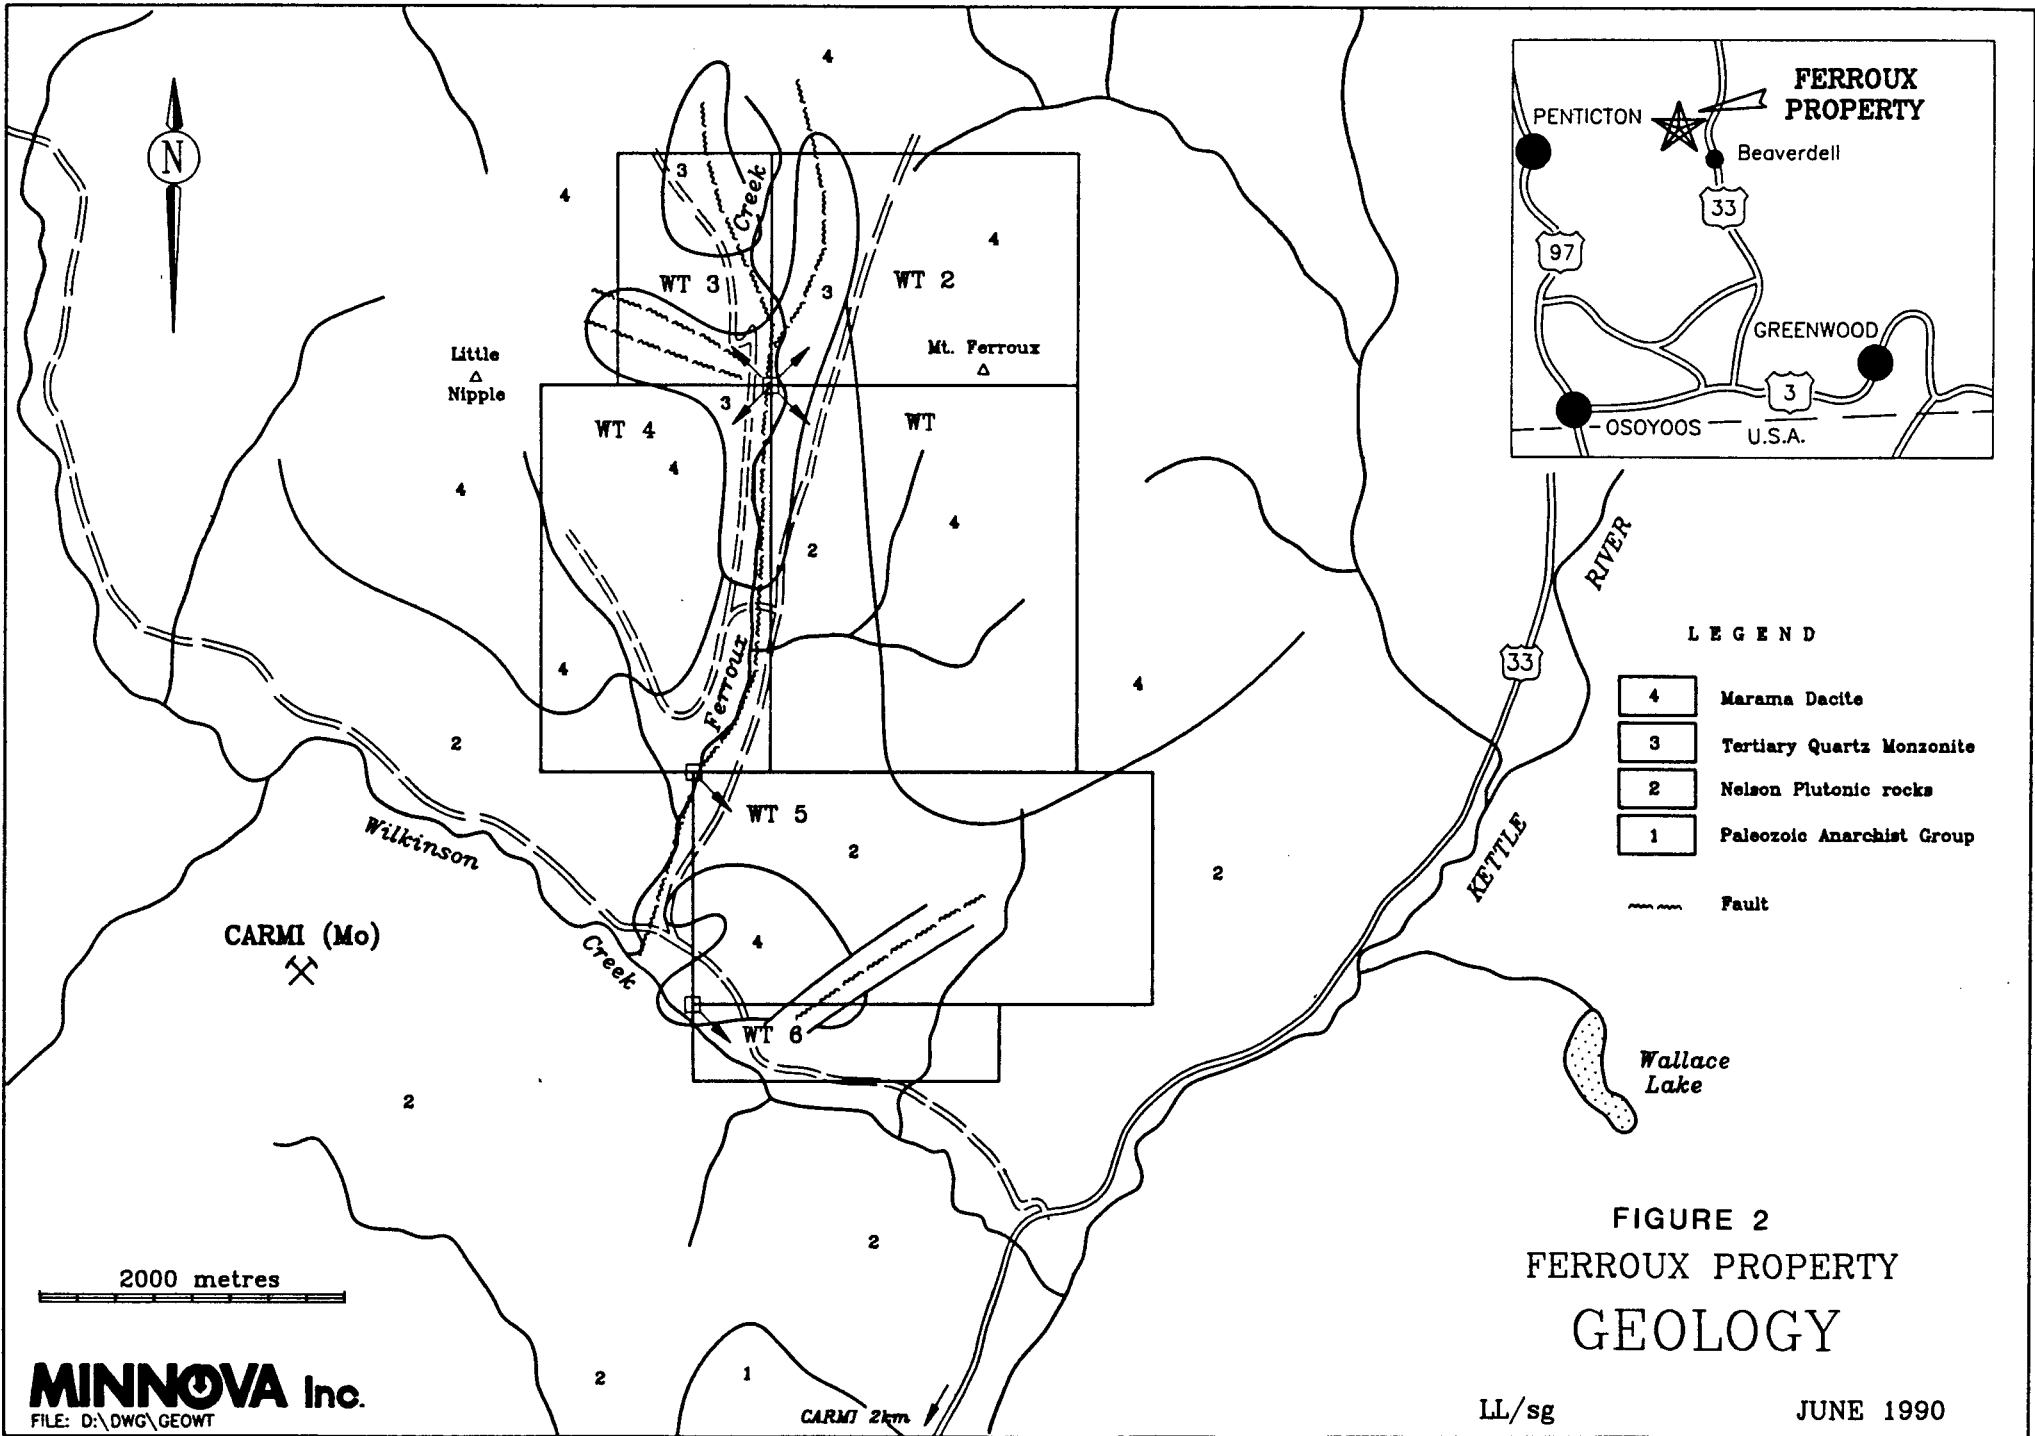 4
FERROUX
PROPERTY
PENTICTON
Beaverdell
33
97
GREENWOOD
3
OSOYOOS
U.S.A.
N
3
Creek
4
4
WT 3
3
WT 2
Little
Nipple
Mt. Ferroux
3
WT 4
WT
4
4
4
2
RIVER
4
Ferroux
4
33
LEGEND
4 Marama Dacite
3 Tertiary Quartz Monzonite
2 Nelson Plutonic rocks
1 Paleozoic Anarchist Group
Fault
2
WT 5
Wilkinson
2
2
KETTLE
CARMI (Mo)
4
Creek
WT 6
Wallace
Lake
2
2
FIGURE 2
FERROUX PROPERTY
GEOLOGY
2000 metres
2
1
MINNOVA Inc.
FILE: D:\DWG\GEOWT
CARMI 2km
LL/sg
JUNE 1990